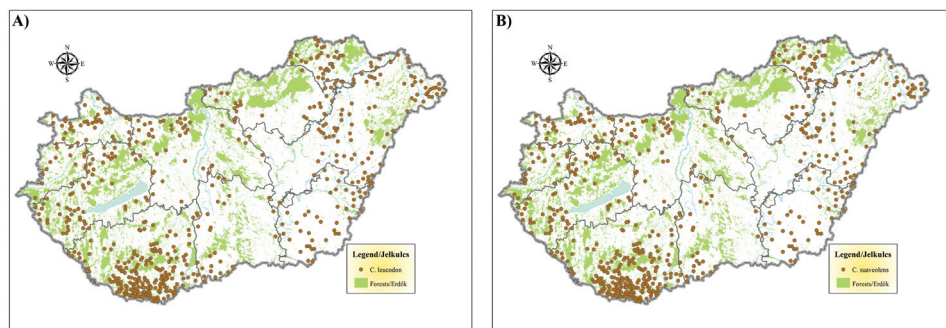 A)
N
W E
S
Legend/Jelkulcs
C. leucodon
Forests/Erdők
B)
N
W E
S
Legend/Jelkulcs
C. suaveolens
Forests/Erdők